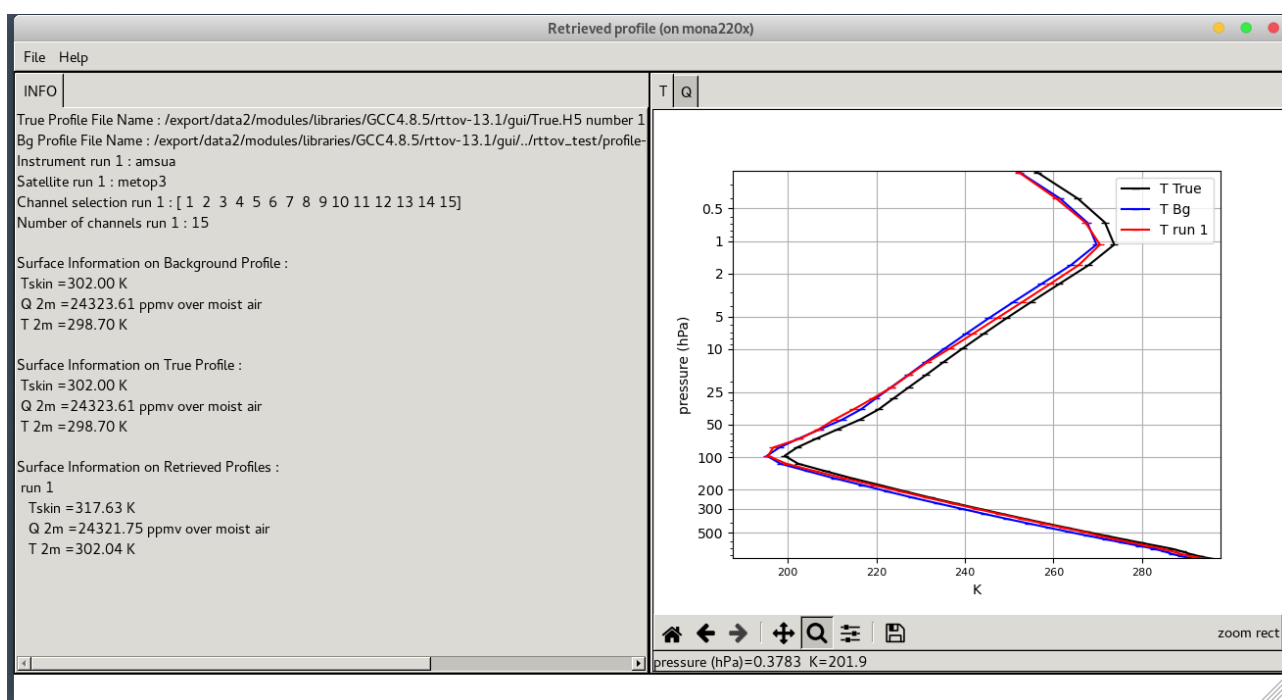 Retrieved profile (on mona220x)
File Help
INFO
True Profile File Name : /export/data2/modules/libraries/GCC4.8.5/rttov-13.1/gui/True.H5 number 1
Bg Profile File Name : /export/data2/modules/libraries/GCC4.8.5/rttov-13.1/gui/../rttov_test/profile-
Instrument run 1 : amsua
Satellite run 1 : metop3
Channel selection run 1 : [ 1 2 3 4 5 6 7 8 9 10 11 12 13 14 15]
Number of channels run 1 : 15
Surface Information on Background Profile :
Tskin =302.00 K
Q 2m =24323.61 ppmv over moist air
T 2m =298.70 K
Surface Information on True Profile :
Tskin =302.00 K
Q 2m =24323.61 ppmv over moist air
T 2m =298.70 K
Surface Information on Retrieved Profiles :
run 1
Tskin =317.63 K
Q 2m =24321.75 ppmv over moist air
T 2m =302.04 K
T Q
T True
T Bg
T run 1
0.5
1
2
5
10
25
50
100
200
300
500
pressure (hPa)
200 220 240 260 280
K
zoom rect
pressure (hPa)=0.3783 K=201.9